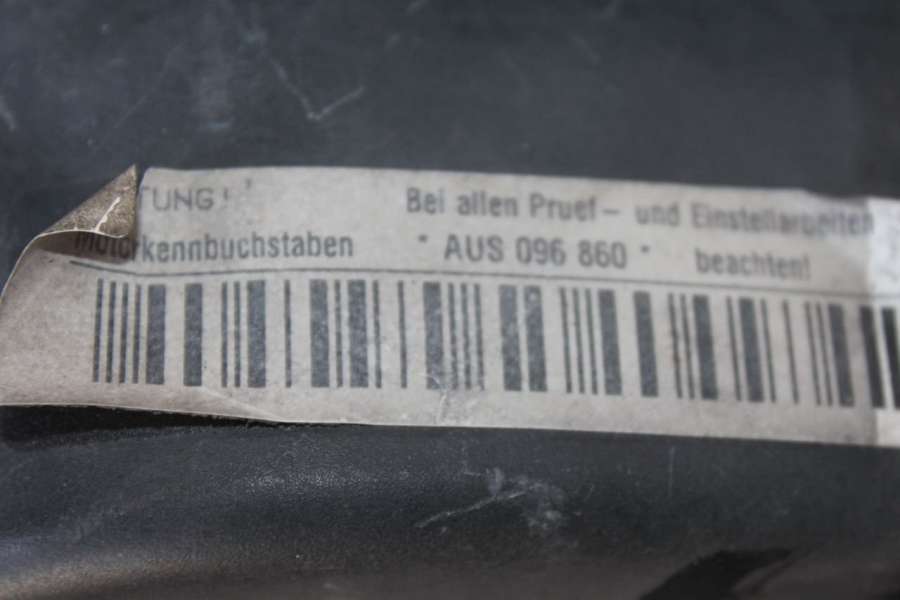 TUNG! Bei allen Pruef- und Einstellarbeiten
Motorkennbuchstaben * AUS 096 860 * beachten!